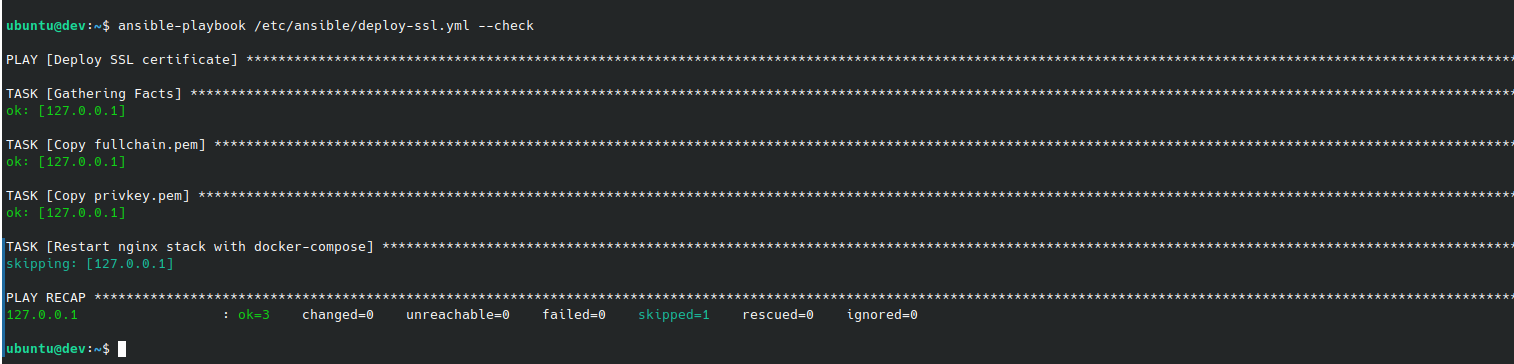 ubuntu@dev:~$ ansible-playbook /etc/ansible/deploy-ssl.yml --check
PLAY [Deploy SSL certificate] ***************************************************************************************************************************************************************
TASK [Gathering Facts] **********************************************************************************************************************************************************************
ok: [127.0.0.1]
TASK [Copy fullchain.pem] *******************************************************************************************************************************************************************
ok: [127.0.0.1]
TASK [Copy privkey.pem] *********************************************************************************************************************************************************************
ok: [127.0.0.1]
TASK [Restart nginx stack with docker-compose] **********************************************************************************************************************************************
skipping: [127.0.0.1]
PLAY RECAP **********************************************************************************************************************************************************************************
127.0.0.1                  : ok=3    changed=0    unreachable=0    failed=0    skipped=1    rescued=0    ignored=0
ubuntu@dev:~$